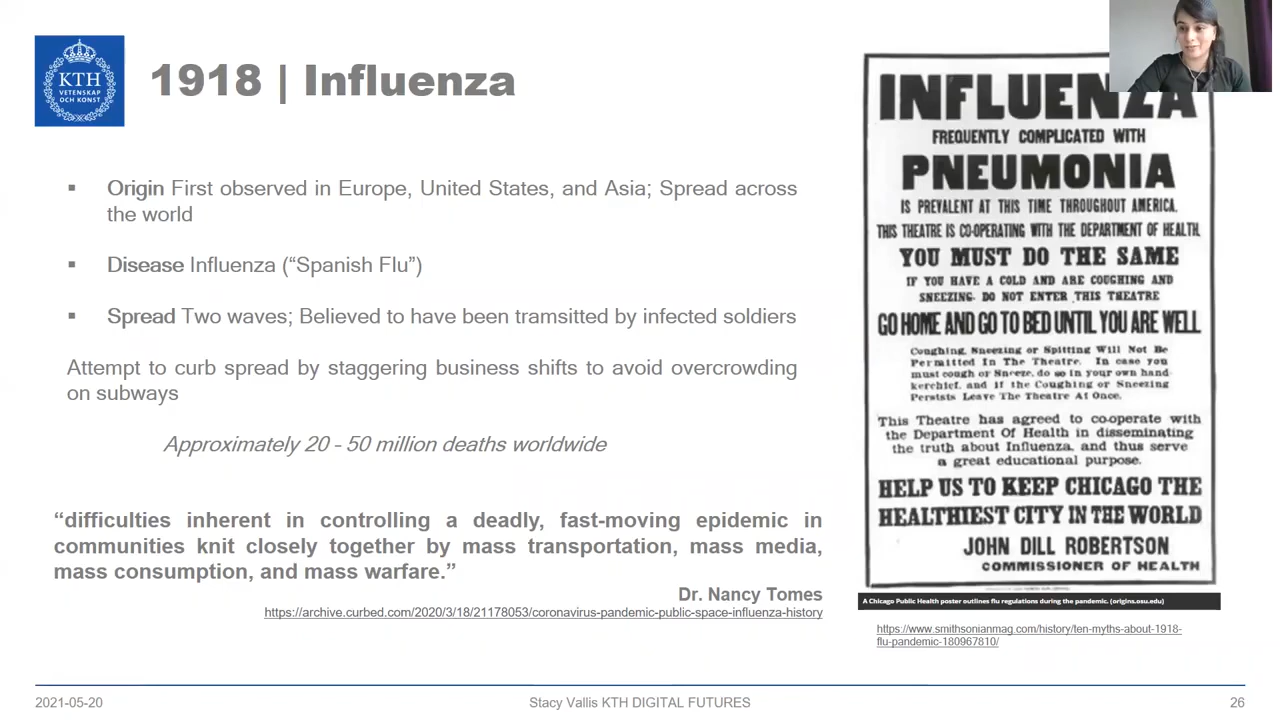 KTH
VETENSKAP
OCH KONST
1918 | Influenza
▪ Origin First observed in Europe, United States, and Asia; Spread across
the world
▪ Disease Influenza (“Spanish Flu”)
▪ Spread Two waves; Believed to have been tramsitted by infected soldiers
Attempt to curb spread by staggering business shifts to avoid overcrowding
on subways
Approximately 20 - 50 million deaths worldwide
“difficulties inherent in controlling a deadly, fast-moving epidemic in
communities knit closely together by mass transportation, mass media,
mass consumption, and mass warfare.”
Dr. Nancy Tomes
https://archive.curbed.com/2020/3/18/21178053/coronavirus-pandemic-public-space-influenza-history
INFLUENZA
FREQUENTLY COMPLICATED WITH
PNEUMONIA
IS PREVALENT AT THIS TIME THROUGHOUT AMERICA.
THIS THEATRE IS CO-OPERATING WITH THE DEPARTMENT OF HEALTH.
YOU MUST DO THE SAME
IF YOU HAVE A COLD AND ARE COUGHING AND
SNEEZING. DO NOT ENTER THIS THEATRE
GO HOME AND GO TO BED UNTIL YOU ARE WELL
Coughing, Sneezing or Spitting Will Not Be
Permitted In The Theatre. In case you
must cough or Sneeze, do so in your own hand-
kerchief, and if the Coughing or Sneezing
Persists Leave The Theatre At Once.
This Theatre has agreed to co-operate with
the Department Of Health in disseminating
the truth about Influenza, and thus serve
a great educational purpose.
HELP US TO KEEP CHICAGO THE
HEALTHIEST CITY IN THE WORLD
JOHN DILL ROBERTSON
COMMISSIONER OF HEALTH
A Chicago Public Health poster outlines flu regulations during the pandemic. (origins.osu.edu)
https://www.smithsonianmag.com/history/ten-myths-about-1918-
flu-pandemic-180967810/
2021-05-20
Stacy Vallis KTH DIGITAL FUTURES
26